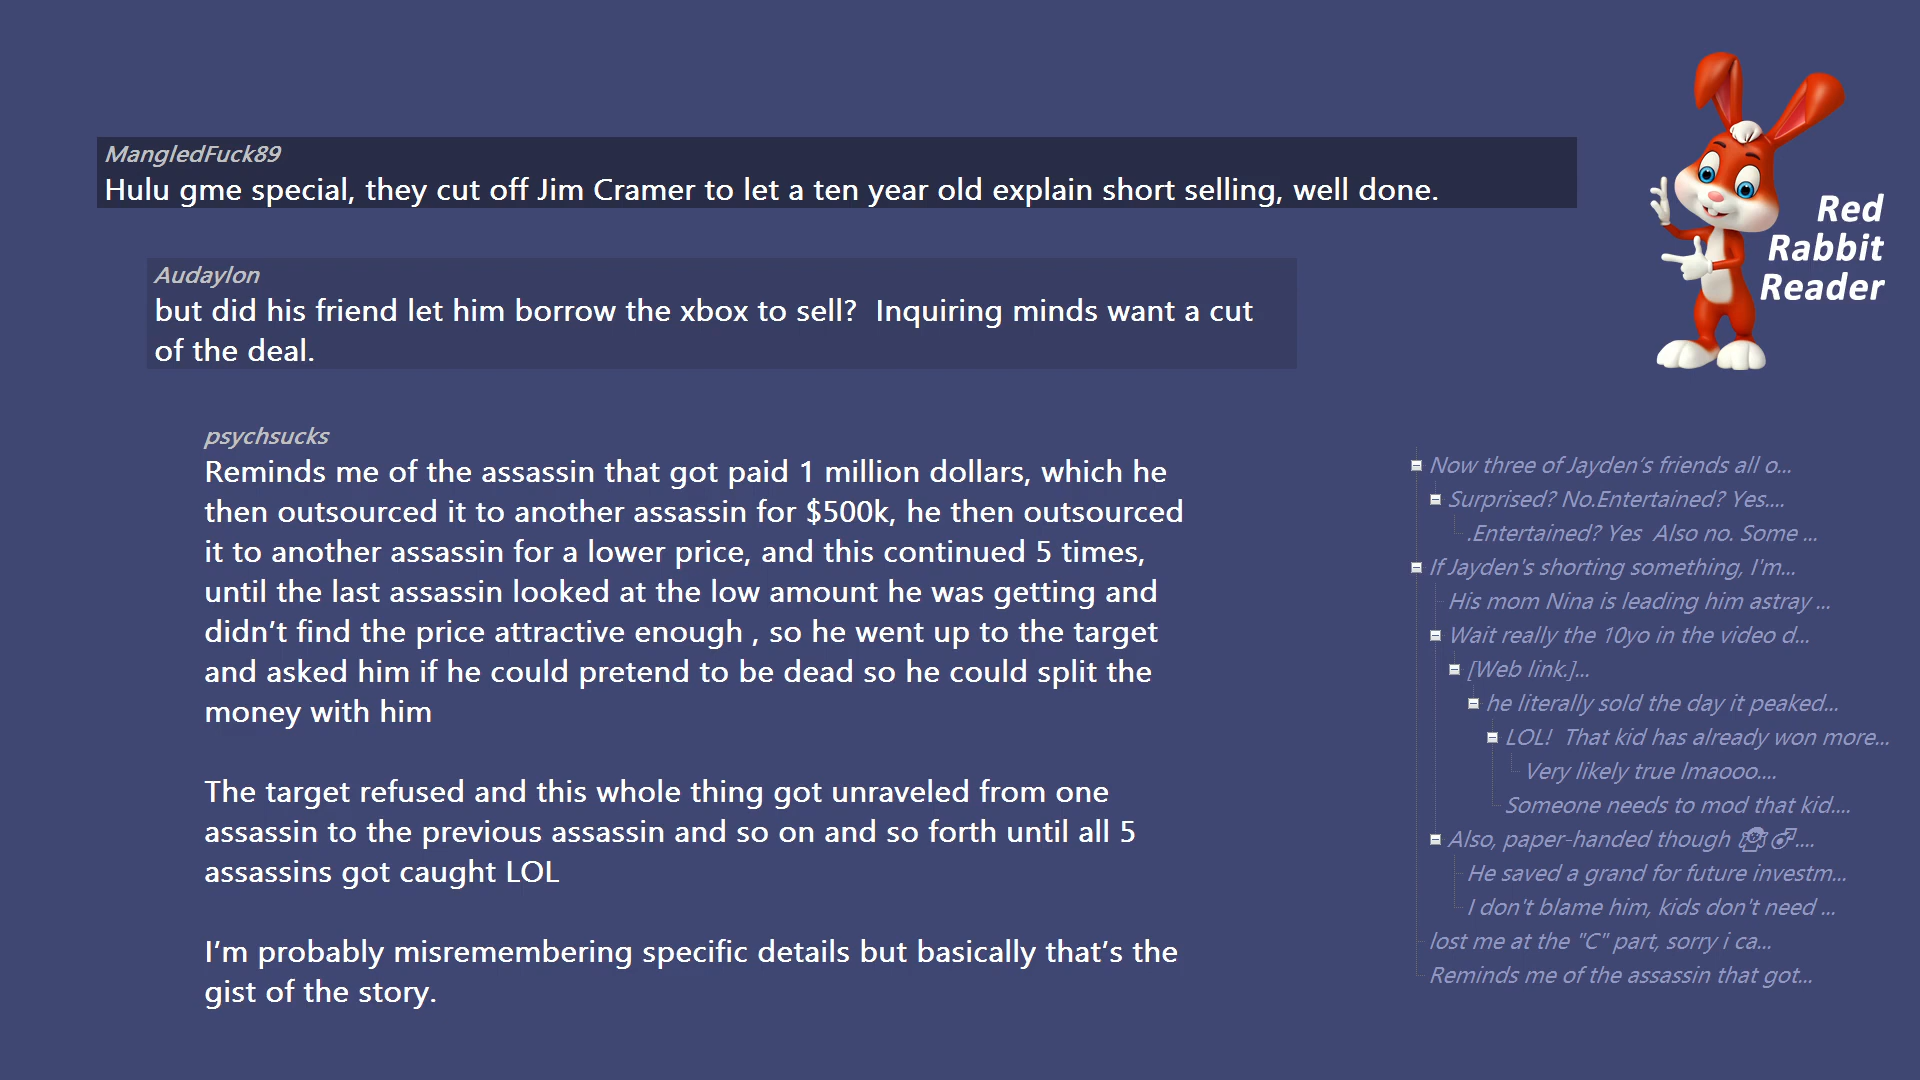 MangledFuck89
Hulu gme special, they cut off Jim Cramer to let a ten year old explain short selling, well done.
Audaylon
but did his friend let him borrow the xbox to sell?  Inquiring minds want a cut
of the deal.
psychsucks
Reminds me of the assassin that got paid 1 million dollars, which he
then outsourced it to another assassin for $500k, he then outsourced
it to another assassin for a lower price, and this continued 5 times,
until the last assassin looked at the low amount he was getting and
didn’t find the price attractive enough , so he went up to the target
and asked him if he could pretend to be dead so he could split the
money with him
The target refused and this whole thing got unraveled from one
assassin to the previous assassin and so on and so forth until all 5
assassins got caught LOL
I’m probably misremembering specific details but basically that’s the
gist of the story.
Red
Rabbit
Reader
Now three of Jayden’s friends all o...
Surprised? No.Entertained? Yes....
.Entertained? Yes  Also no. Some ...
If Jayden's shorting something, I'm...
His mom Nina is leading him astray ...
Wait really the 10yo in the video d...
[Web link.]...
he literally sold the day it peaked...
LOL!  That kid has already won more...
Very likely true lmaooo....
Someone needs to mod that kid....
Also, paper-handed though ....
He saved a grand for future investm...
I don't blame him, kids don't need ...
lost me at the "C" part, sorry i ca...
Reminds me of the assassin that got...